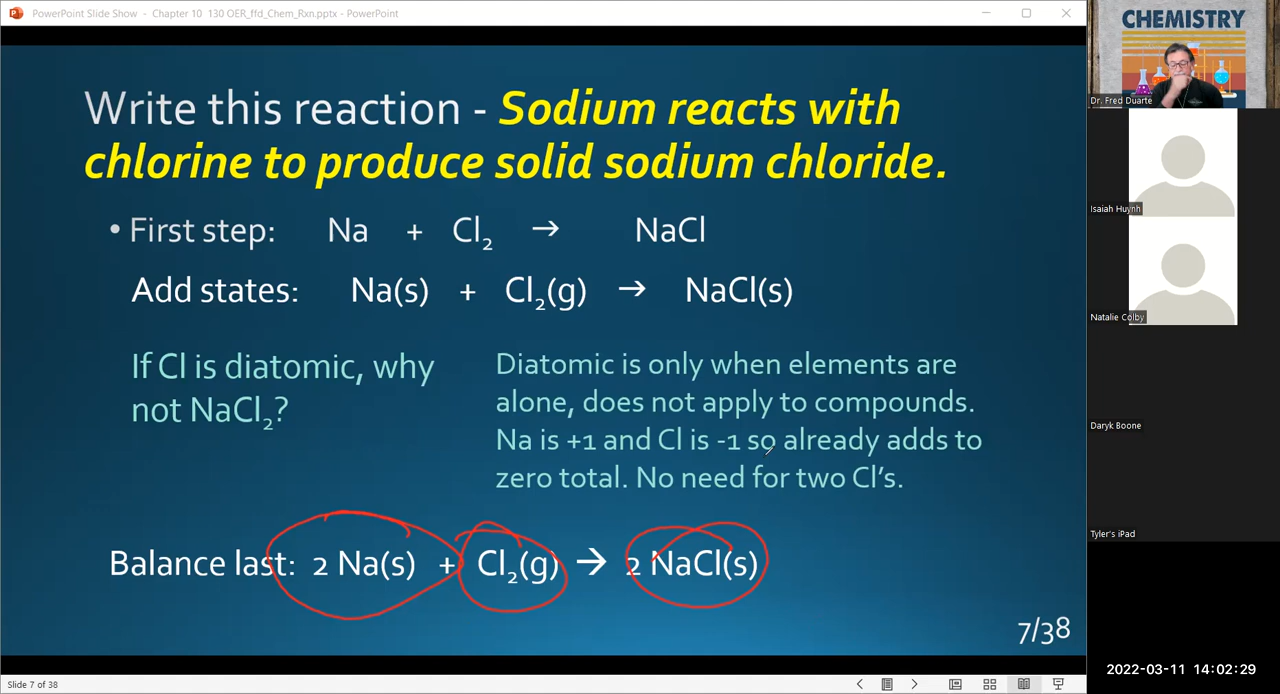 PowerPoint Slide Show - Chapter 10 130 OER_ffd_Chem_Rxn.pptx - PowerPoint
Write this reaction - Sodium reacts with
chlorine to produce solid sodium chloride.
• First step: Na + Cl₂ → NaCl
Add states: Na(s) + Cl₂(g) → NaCl(s)
If Cl is diatomic, why
not NaCl₂?
Diatomic is only when elements are
alone, does not apply to compounds.
Na is +1 and Cl is -1 so already adds to
zero total. No need for two Cl's.
Balance last: 2 Na(s) + Cl₂(g) → 2 NaCl(s)
7/38
Slide 7 of 38
CHEMISTRY
Dr. Fred Duarte
Isaiah Huynh
Natalie Colby
Daryk Boone
Tyler's iPad
2022-03-11 14:02:29